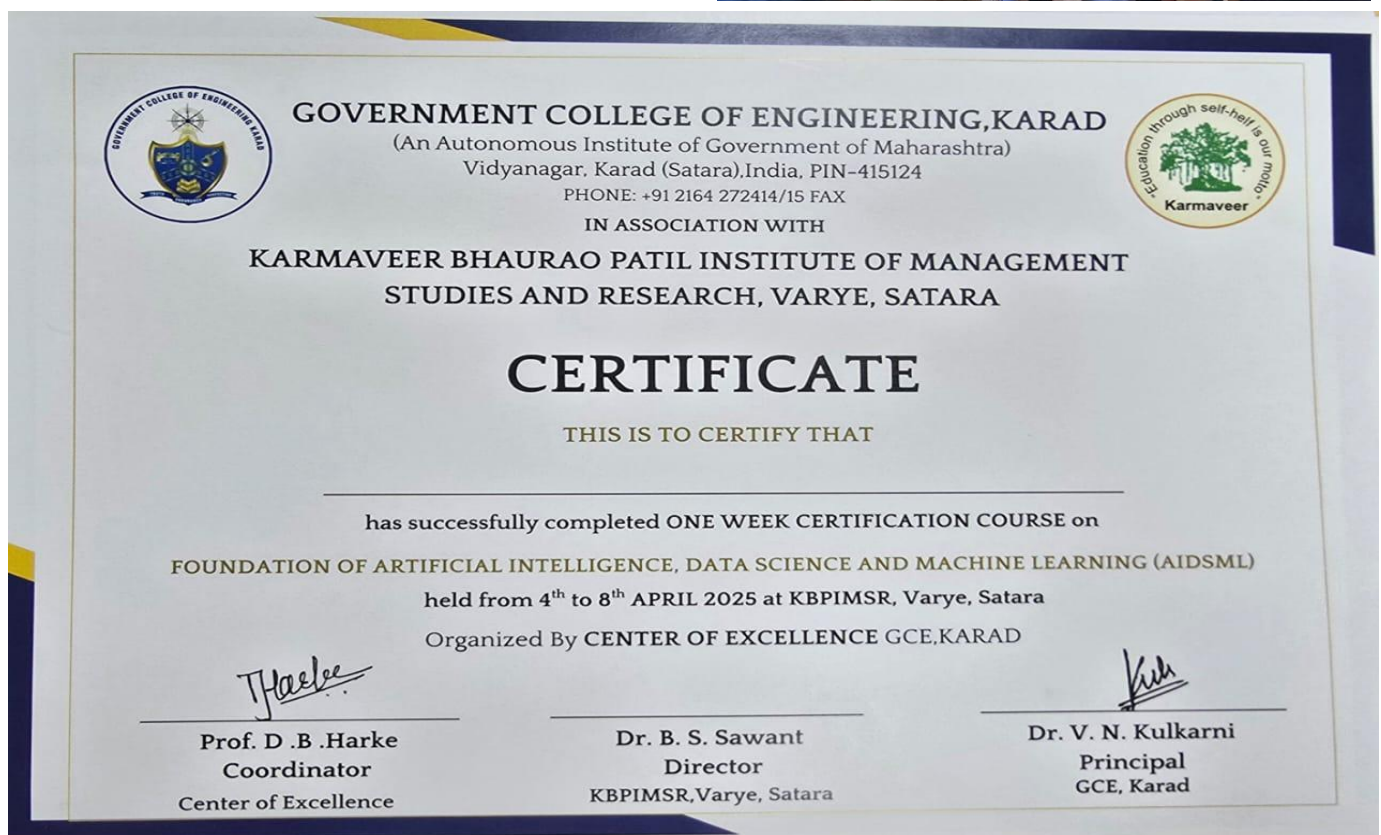 GOVERNMENT COLLEGE OF ENGINEERING KARAD
GOVERNMENT COLLEGE OF ENGINEERING,KARAD
(An Autonomous Institute of Government of Maharashtra)
Vidyanagar, Karad (Satara),India, PIN-415124
PHONE: +91 2164 272414/15 FAX
"Education through self-help is our motto"
Karmaveer
IN ASSOCIATION WITH
KARMAVEER BHAURAO PATIL INSTITUTE OF MANAGEMENT
STUDIES AND RESEARCH, VARYE, SATARA
CERTIFICATE
THIS IS TO CERTIFY THAT
has successfully completed ONE WEEK CERTIFICATION COURSE on
FOUNDATION OF ARTIFICIAL INTELLIGENCE, DATA SCIENCE AND MACHINE LEARNING (AIDSML)
held from 4th to 8th APRIL 2025 at KBPIMSR, Varye, Satara
Organized By CENTER OF EXCELLENCE GCE,KARAD
Prof. D .B .Harke
Coordinator
Center of Excellence
Dr. B. S. Sawant
Director
KBPIMSR,Varye, Satara
Dr. V. N. Kulkarni
Principal
GCE, Karad